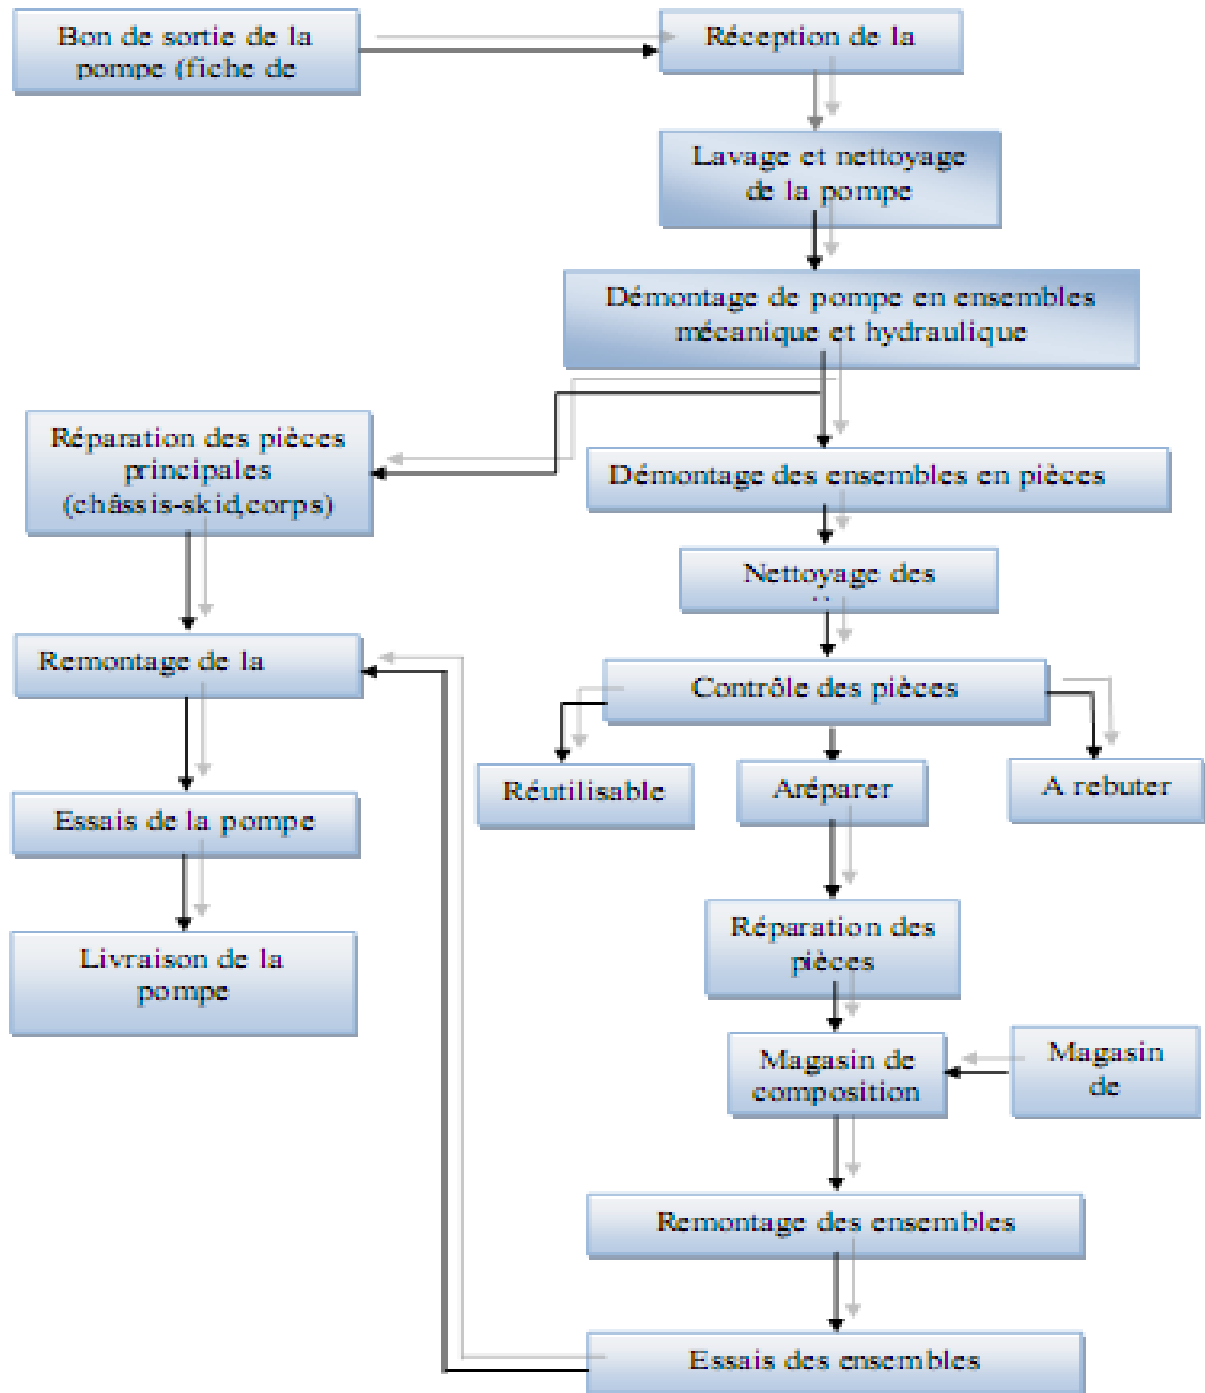 Bon de sortie de la
pompe (fiche de
Réception de la
Lavage et nettoyage
de la pompe
Démontage de pompe en ensembles
mécanique et hydraulique
Réparation des pièces
principales
(châssis-skid,corps)
Démontage des ensembles en pièces
Nettoyage des
Remontage de la
Contrôle des pièces
Réutilisable
Aréparer
A rebuter
Essais de la pompe
Réparation des
pièces
Livraison de la
pompe
Magasin de
composition
Magasin
de
Remontage des ensembles
Essais des ensembles